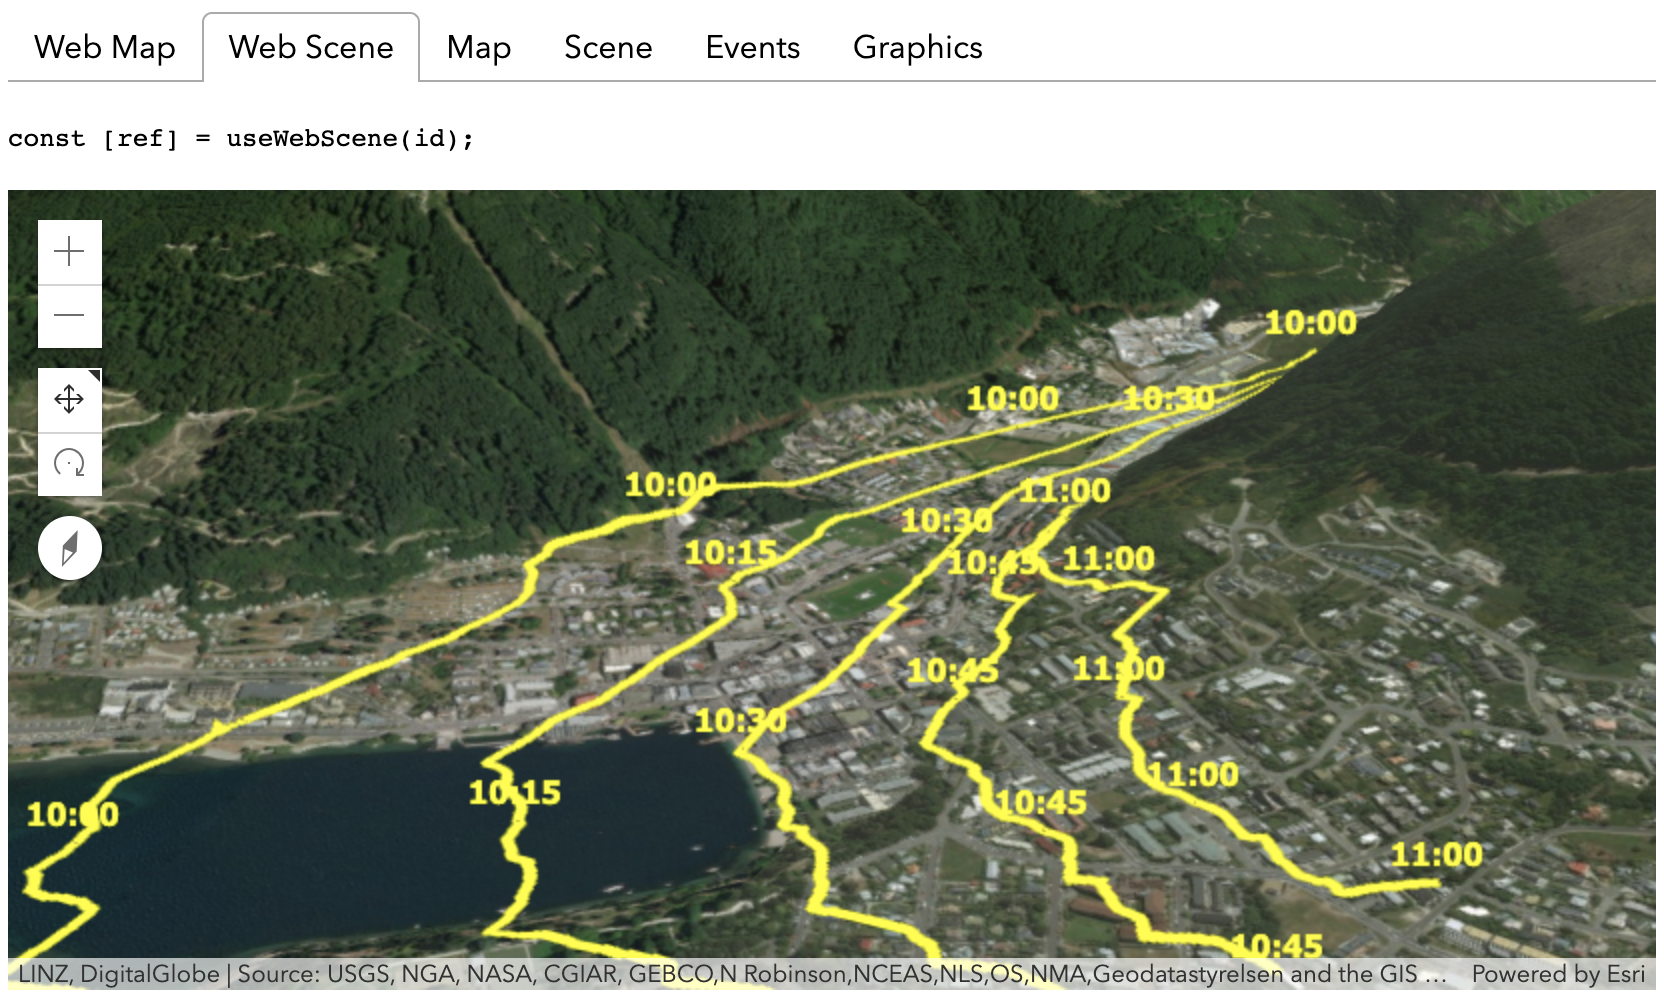 Web Map
Web Scene
Map
Scene
Events
Graphics
const [ref] = useWebScene(id);
10:00
10:00
10:30
10:00
11:00
10:30
10:15
10:45
11:00
10:45
11:00
10:30
11:00
10:15
10:45
10:00
11:00
10:45
LINZ, DigitalGlobe | Source: USGS, NGA, NASA, CGIAR, GEBCO,N Robinson,NCEAS,NLS,OS,NMA,Geodatastyrelsen and the GIS ...
Powered by Esri